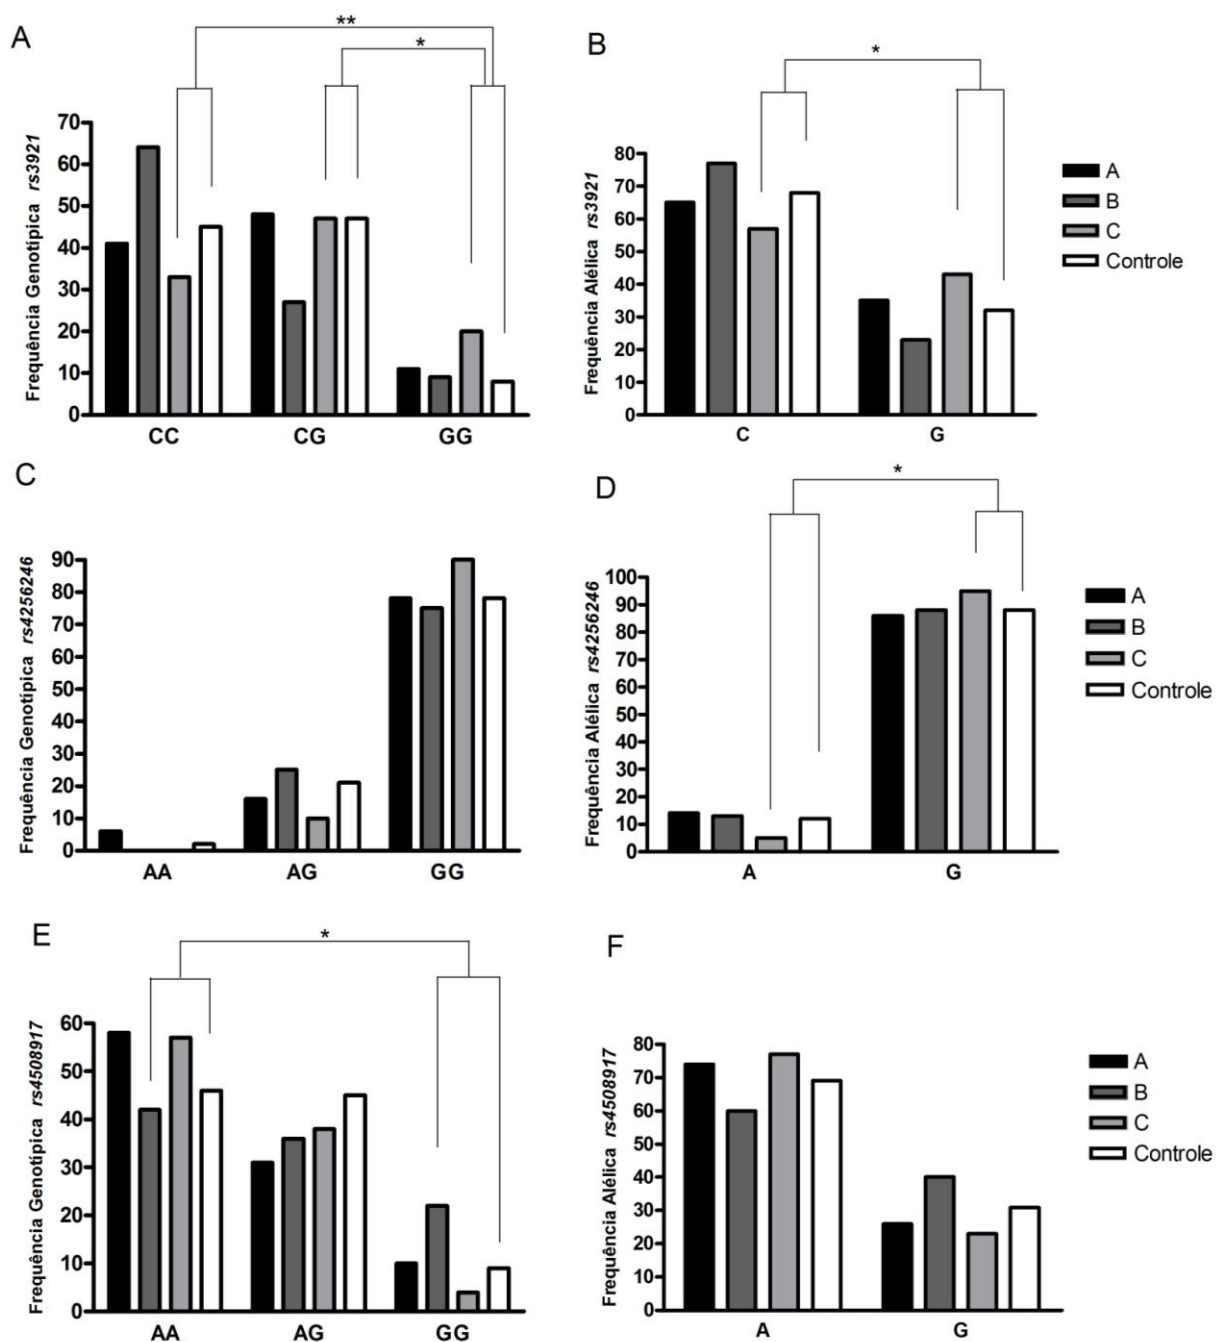 A
**
*
Frequência Genotípica rs3921
70
60
50
40
30
20
10
0
CC CG GG
B
*
Frequência Alélica rs3921
80
70
60
50
40
30
20
10
0
C G
A
B
C
Controle
C
Frequência Genotípica rs4256246
90
80
70
60
50
40
30
20
10
0
AA AG GG
D
*
Frequência Alélica rs4256246
100
90
80
70
60
50
40
30
20
10
0
A G
A
B
C
Controle
E
*
Frequência Genotípica rs4508917
60
50
40
30
20
10
0
AA AG GG
F
Frequência Alélica rs4508917
80
70
60
50
40
30
20
10
0
A G
A
B
C
Controle